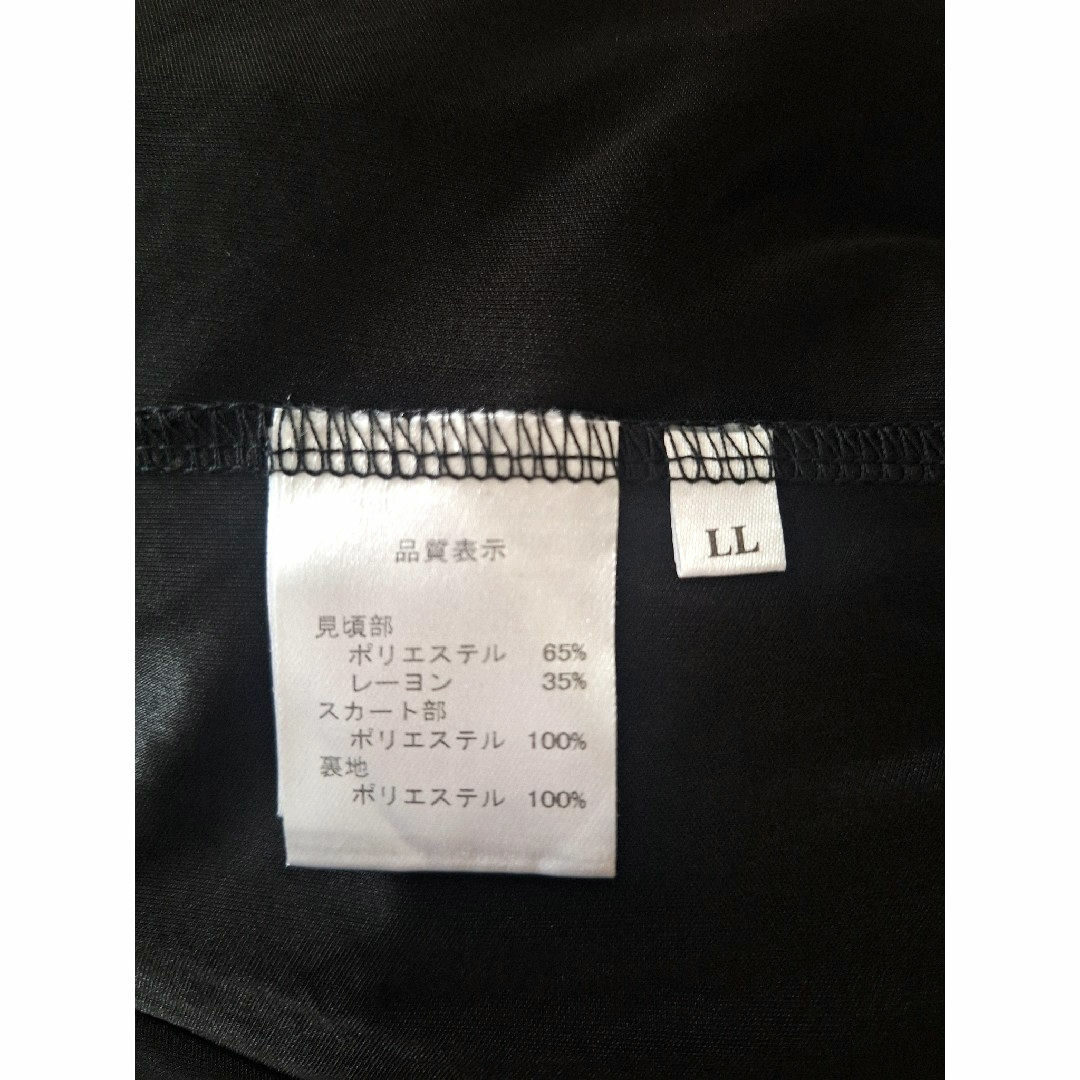 品質表示
見頃部
ポリエステル 65%
レーヨン 35%
スカート部
ポリエステル 100%
裏地
ポリエステル 100%
LL